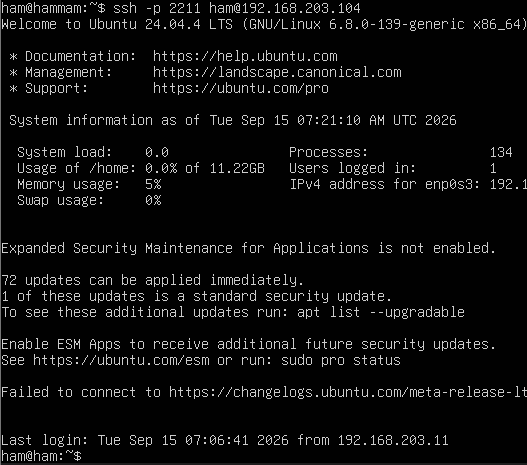 ham@hammam:~$ ssh -p 2211 ham@192.168.203.104
Welcome to Ubuntu 24.04.4 LTS (GNU/Linux 6.8.0-139-generic x86_64)
* Documentation: https://help.ubuntu.com
* Management: https://landscape.canonical.com
* Support: https://ubuntu.com/pro
System information as of Tue Sep 15 07:21:10 AM UTC 2026
System load: 0.0 Processes: 134
Usage of /home: 0.0% of 11.22GB Users logged in: 1
Memory usage: 5% IPv4 address for enp0s3: 192.1
Swap usage: 0%
Expanded Security Maintenance for Applications is not enabled.
72 updates can be applied immediately.
1 of these updates is a standard security update.
To see these additional updates run: apt list --upgradable
Enable ESM Apps to receive additional future security updates.
See https://ubuntu.com/esm or run: sudo pro status
Failed to connect to https://changelogs.ubuntu.com/meta-release-lt
Last login: Tue Sep 15 07:06:41 2026 from 192.168.203.11
ham@ham:~$